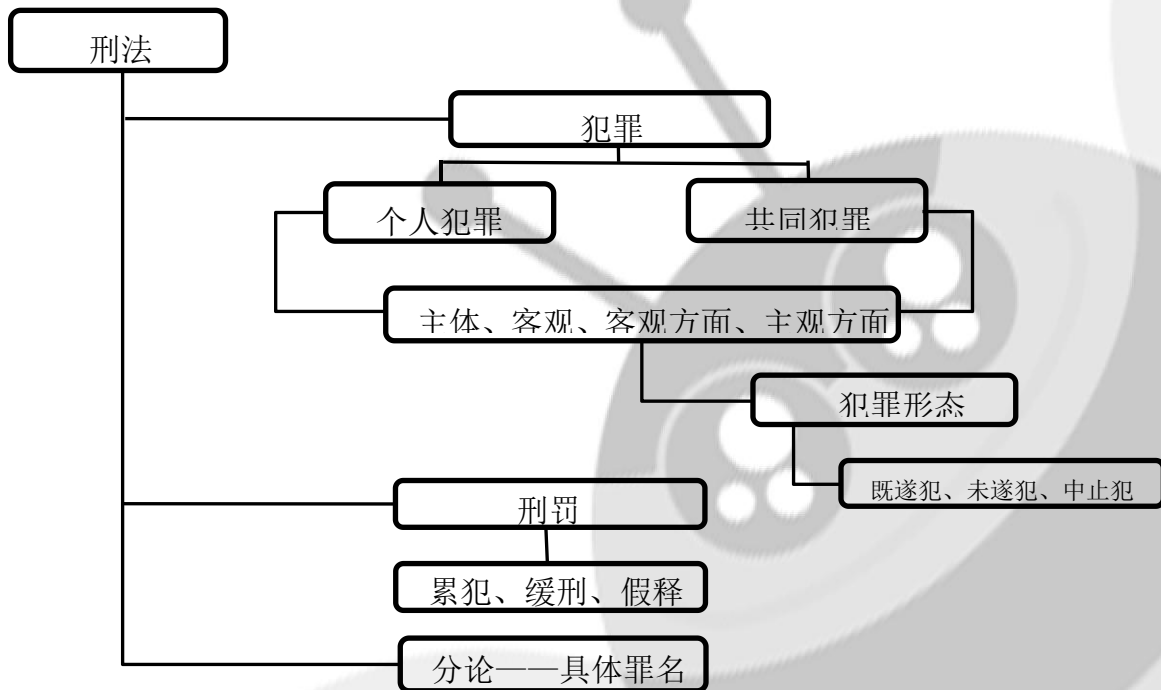 刑法
犯罪
个人犯罪
共同犯罪
主体、客观、客观方面、主观方面
犯罪形态
既遂犯、未遂犯、中止犯
刑罚
累犯、缓刑、假释
分论——具体罪名